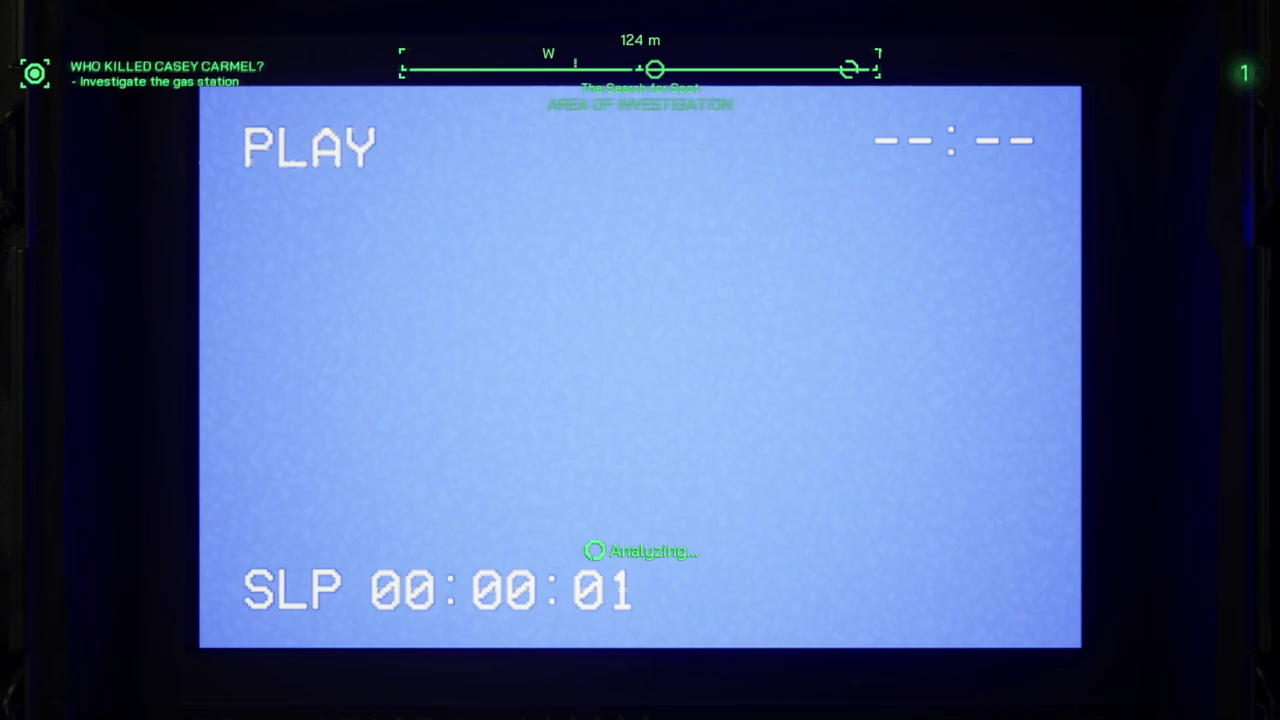 124 m
W
WHO KILLED CASEY CARMEL?
- Investigate the gas station
1
The Search for Spot
AREA OF INVESTIGATION
PLAY
--:--
Analyzing...
SLP 00:00:01